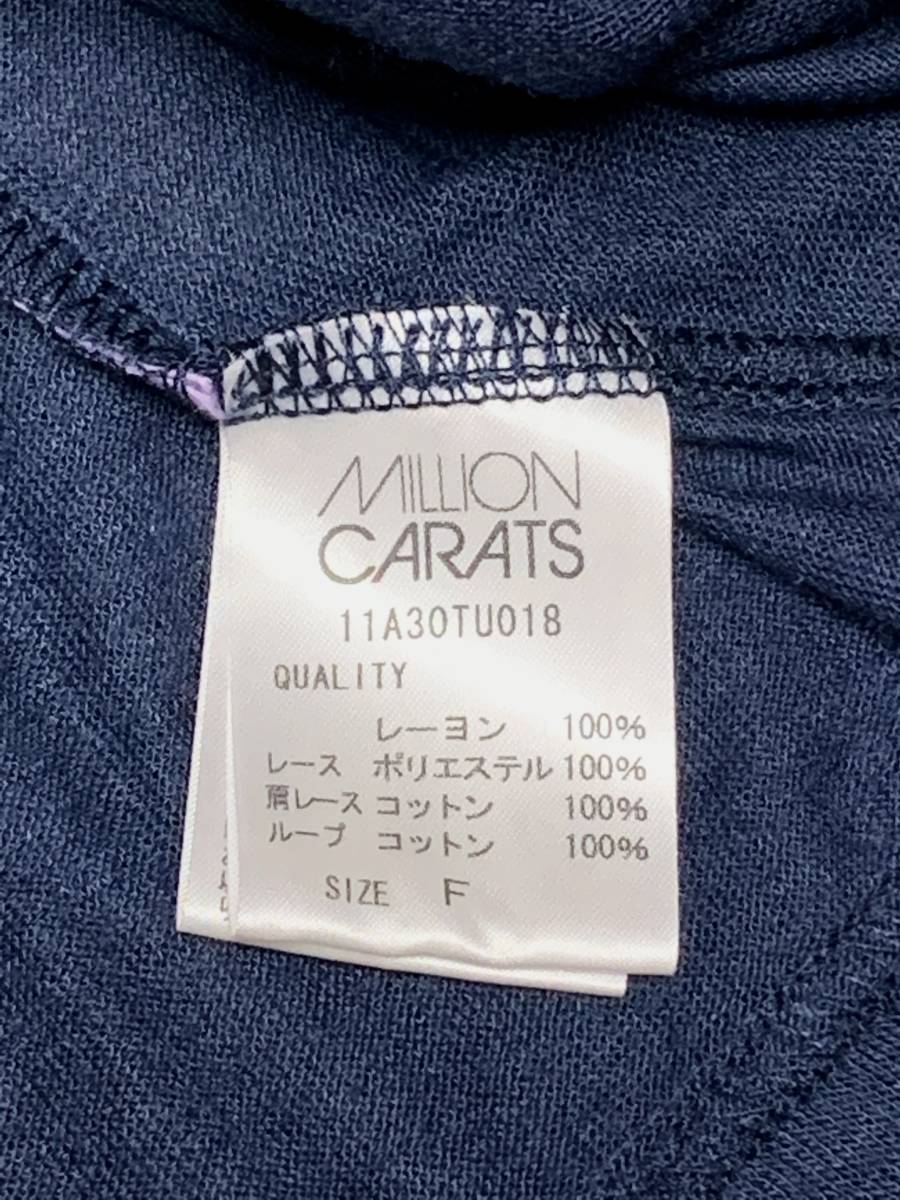 MILLION
CARATS
11A30TU018
QUALITY
レーヨン 100%
レース ポリエステル 100%
肩レース コットン 100%
ループ コットン 100%
SIZE F